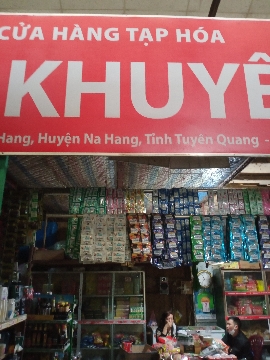 CỬA HÀNG TẠP HÓA
KHUYÊ
Hang, Huyện Na Hang, Tỉnh Tuyên Quang -